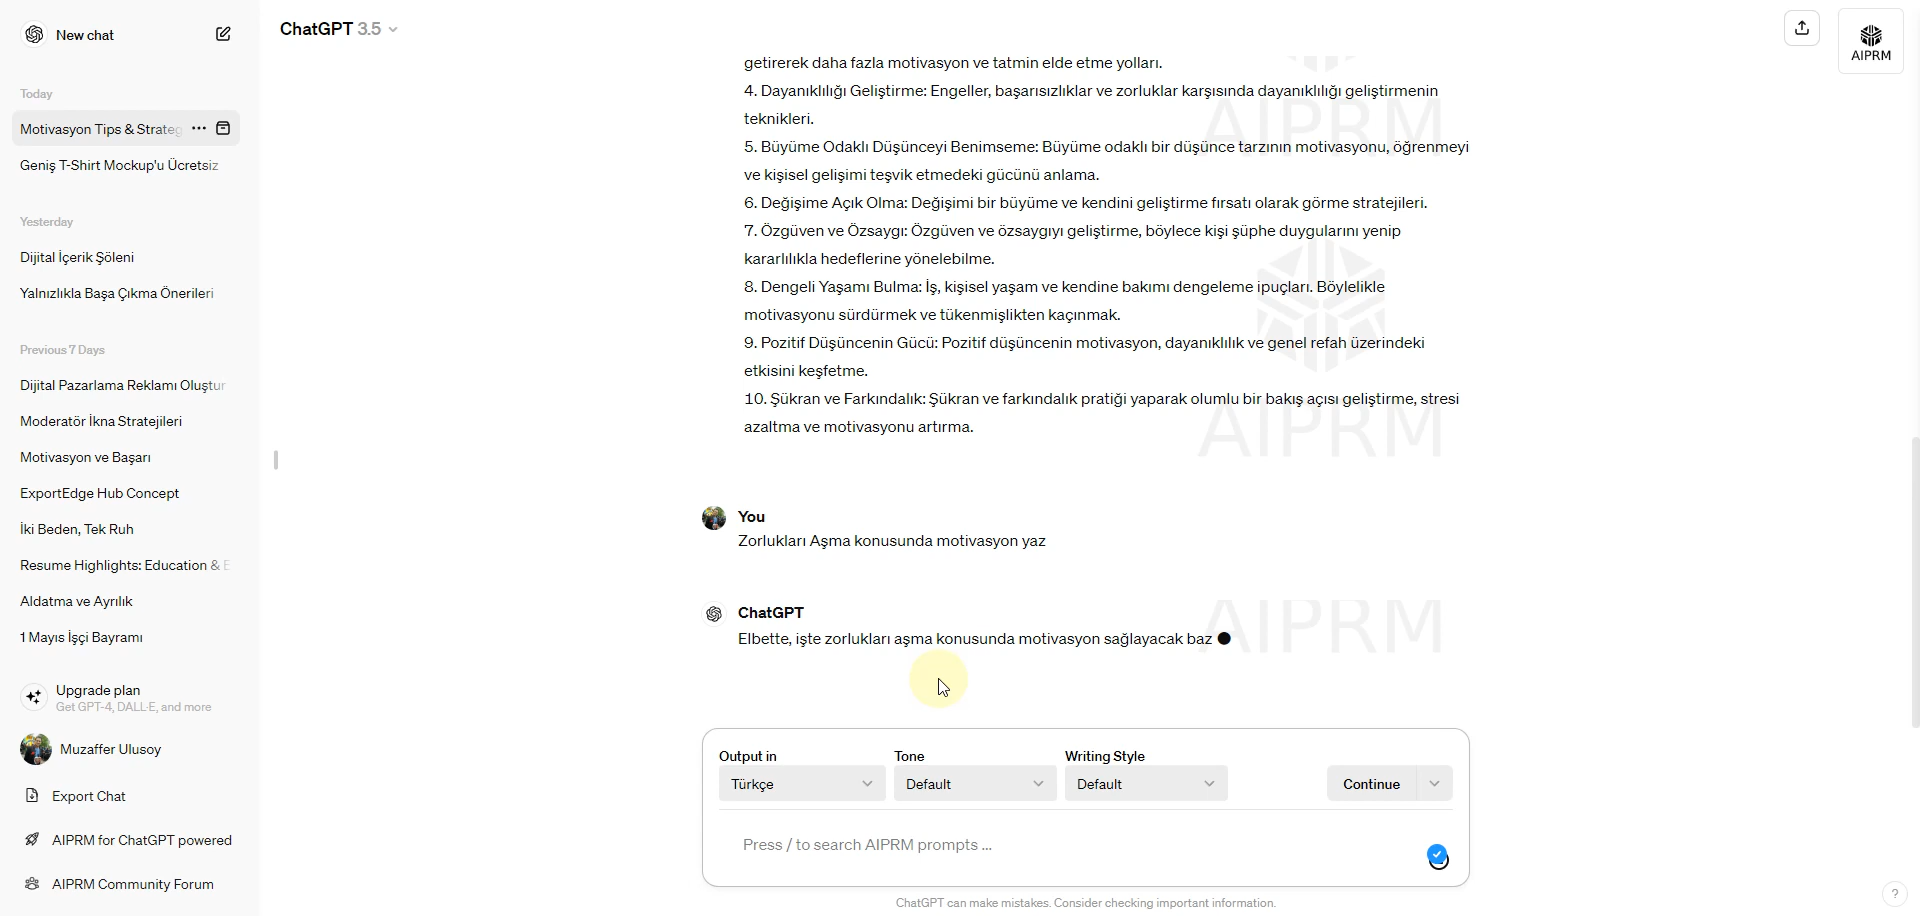 New chat
Today
Motivasyon Tips & Strateg
Geniş T-Shirt Mockup'u Ücretsiz
Yesterday
Dijital İçerik Şöleni
Yalnızlıkla Başa Çıkma Önerileri
Previous 7 Days
Dijital Pazarlama Reklamı Oluştur
Moderatör İkna Stratejileri
Motivasyon ve Başarı
ExportEdge Hub Concept
İki Beden, Tek Ruh
Resume Highlights: Education & E
Aldatma ve Ayrılık
1 Mayıs İşçi Bayramı
Upgrade plan
Get GPT-4, DALL·E, and more
Muzaffer Ulusoy
Export Chat
AIPRM for ChatGPT powered
AIPRM Community Forum
ChatGPT 3.5
AIPRM
getirerek daha fazla motivasyon ve tatmin elde etme yolları.
4. Dayanıklılığı Geliştirme: Engeller, başarısızlıklar ve zorluklar karşısında dayanıklılığı geliştirmenin
teknikleri.
5. Büyüme Odaklı Düşünceyi Benimseme: Büyüme odaklı bir düşünce tarzının motivasyonu, öğrenmeyi
ve kişisel gelişimi teşvik etmedeki gücünü anlama.
6. Değişime Açık Olma: Değişimi bir büyüme ve kendini geliştirme fırsatı olarak görme stratejileri.
7. Özgüven ve Özsaygı: Özgüven ve özsaygıyı geliştirme, böylece kişi şüphe duygularını yenip
kararlılıkla hedeflerine yönelebilme.
8. Dengeli Yaşamı Bulma: İş, kişisel yaşam ve kendine bakımı dengeleme ipuçları. Böylelikle
motivasyonu sürdürmek ve tükenmişlikten kaçınmak.
9. Pozitif Düşüncenin Gücü: Pozitif düşüncenin motivasyon, dayanıklılık ve genel refah üzerindeki
etkisini keşfetme.
10. Şükran ve Farkındalık: Şükran ve farkındalık pratiği yaparak olumlu bir bakış açısı geliştirme, stresi
azaltma ve motivasyonu artırma.
AIPRM
AIPRM
You
Zorlukları Aşma konusunda motivasyon yaz
ChatGPT
Elbette, işte zorlukları aşma konusunda motivasyon sağlayacak baz
AIPRM
Output in
Tone
Writing Style
Türkçe
Default
Default
Continue
Press / to search AIPRM prompts ...
ChatGPT can make mistakes. Consider checking important information.
?